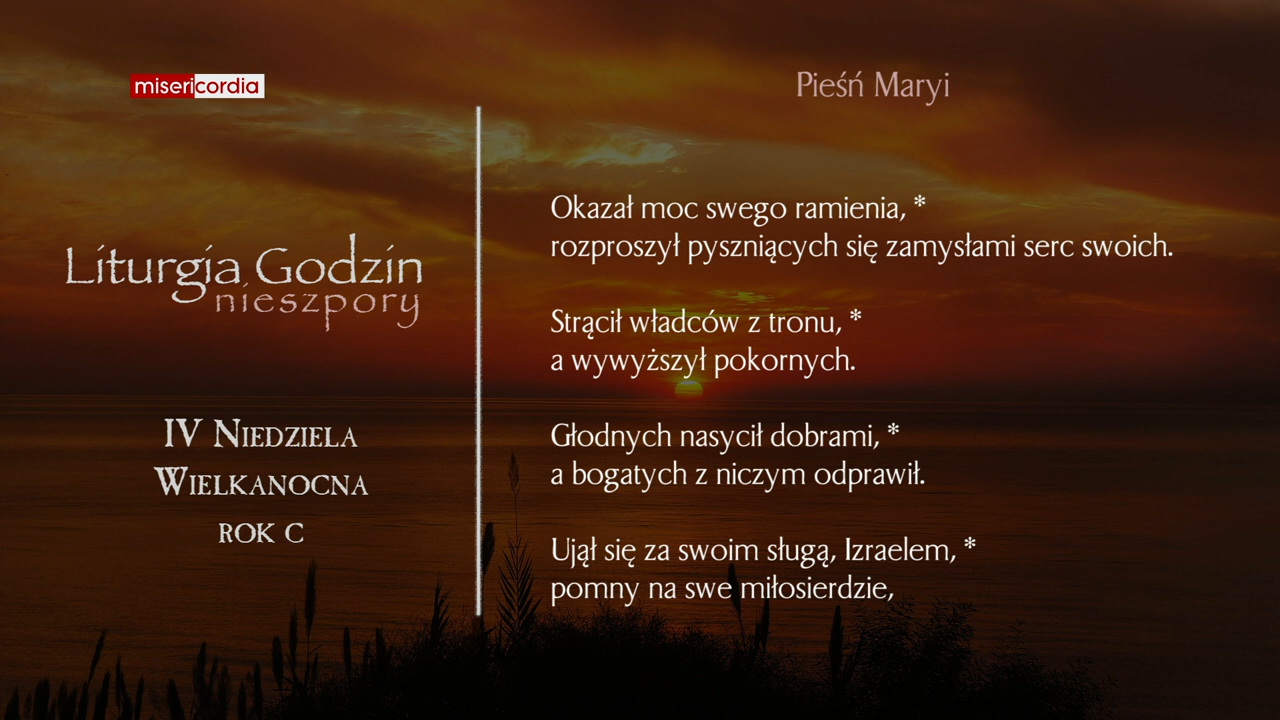 misericordia
Pieśń Maryi
Liturgia Godzin
nieszpory
IV Niedziela
Wielkanocna
rok C
Okazał moc swego ramienia, *
rozproszył pyszniących się zamysłami serc swoich.
Strącił władców z tronu, *
a wywyższył pokornych.
Głodnych nasycił dobrami, *
a bogatych z niczym odprawił.
Ujął się za swoim sługą, Izraelem, *
pomny na swe miłosierdzie,